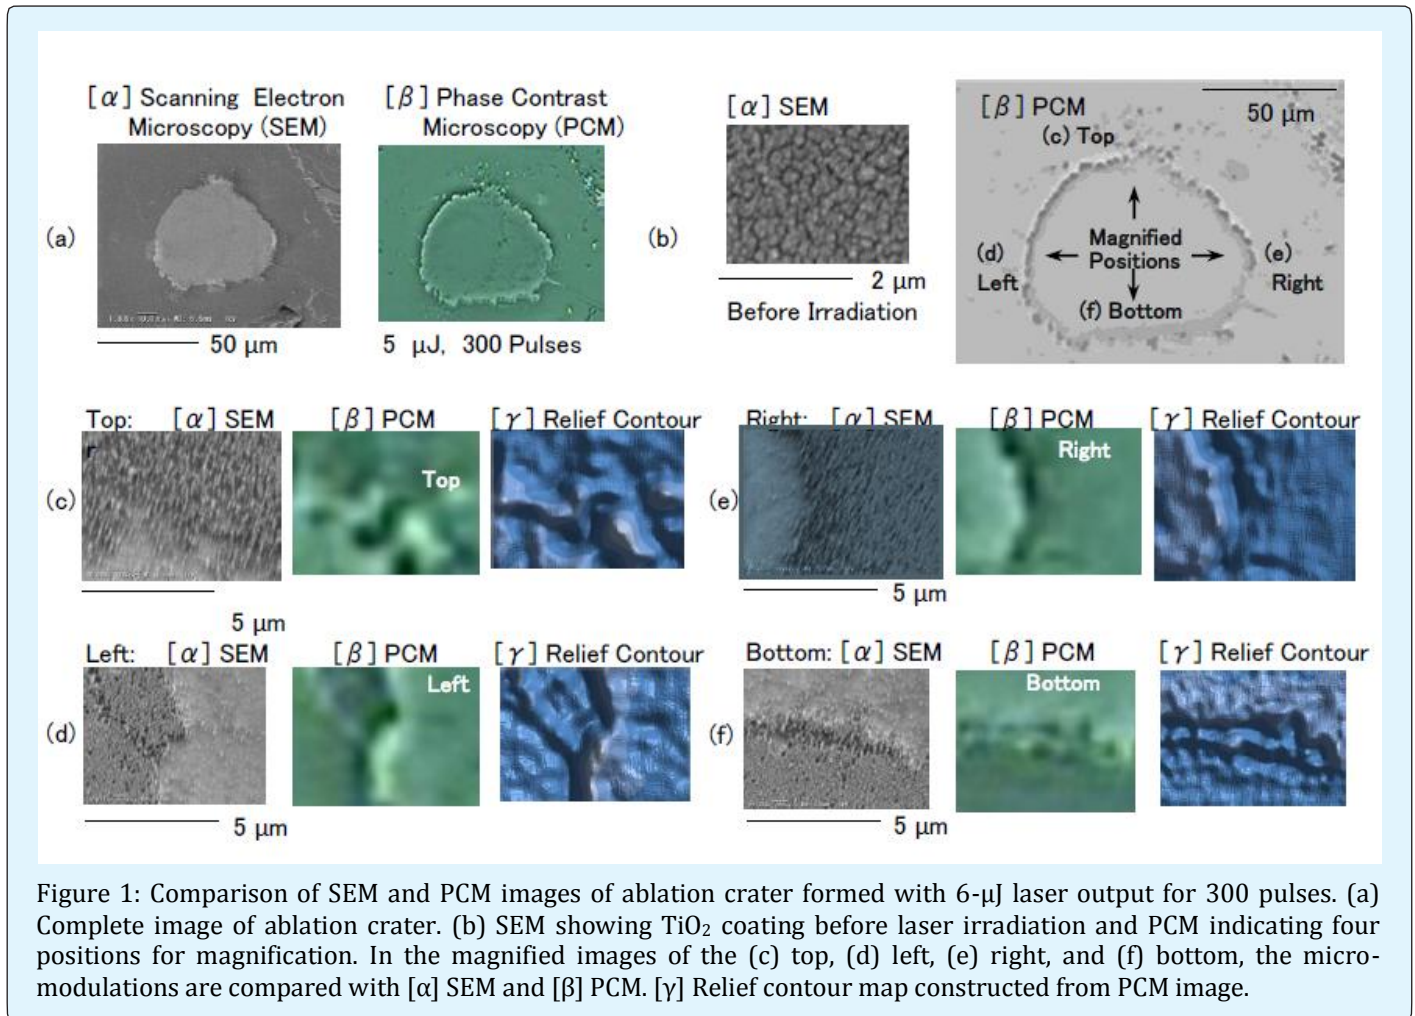 [α] Scanning Electron
Microscopy (SEM)
[β] Phase Contrast
Microscopy (PCM)
(a)
50 μm
5 μJ, 300 Pulses
[α] SEM
(b)
2 μm
Before Irradiation
50 μm
[β] PCM
(c) Top
Magnified
Positions
(d)
Left
(e)
Right
(f) Bottom
Top: [α] SEM
[β] PCM
[γ] Relief Contour
(c)
Top
5 μm
Right: [α] SEM
[β] PCM
[γ] Relief Contour
(e)
Right
5 μm
Left: [α] SEM
[β] PCM
[γ] Relief Contour
(d)
Left
5 μm
Bottom: [α] SEM
[β] PCM
[γ] Relief Contour
(f)
Bottom
5 μm
Figure 1: Comparison of SEM and PCM images of ablation crater formed with 6-μJ laser output for 300 pulses. (a)
Complete image of ablation crater. (b) SEM showing TiO₂ coating before laser irradiation and PCM indicating four
positions for magnification. In the magnified images of the (c) top, (d) left, (e) right, and (f) bottom, the micro-
modulations are compared with [α] SEM and [β] PCM. [γ] Relief contour map constructed from PCM image.